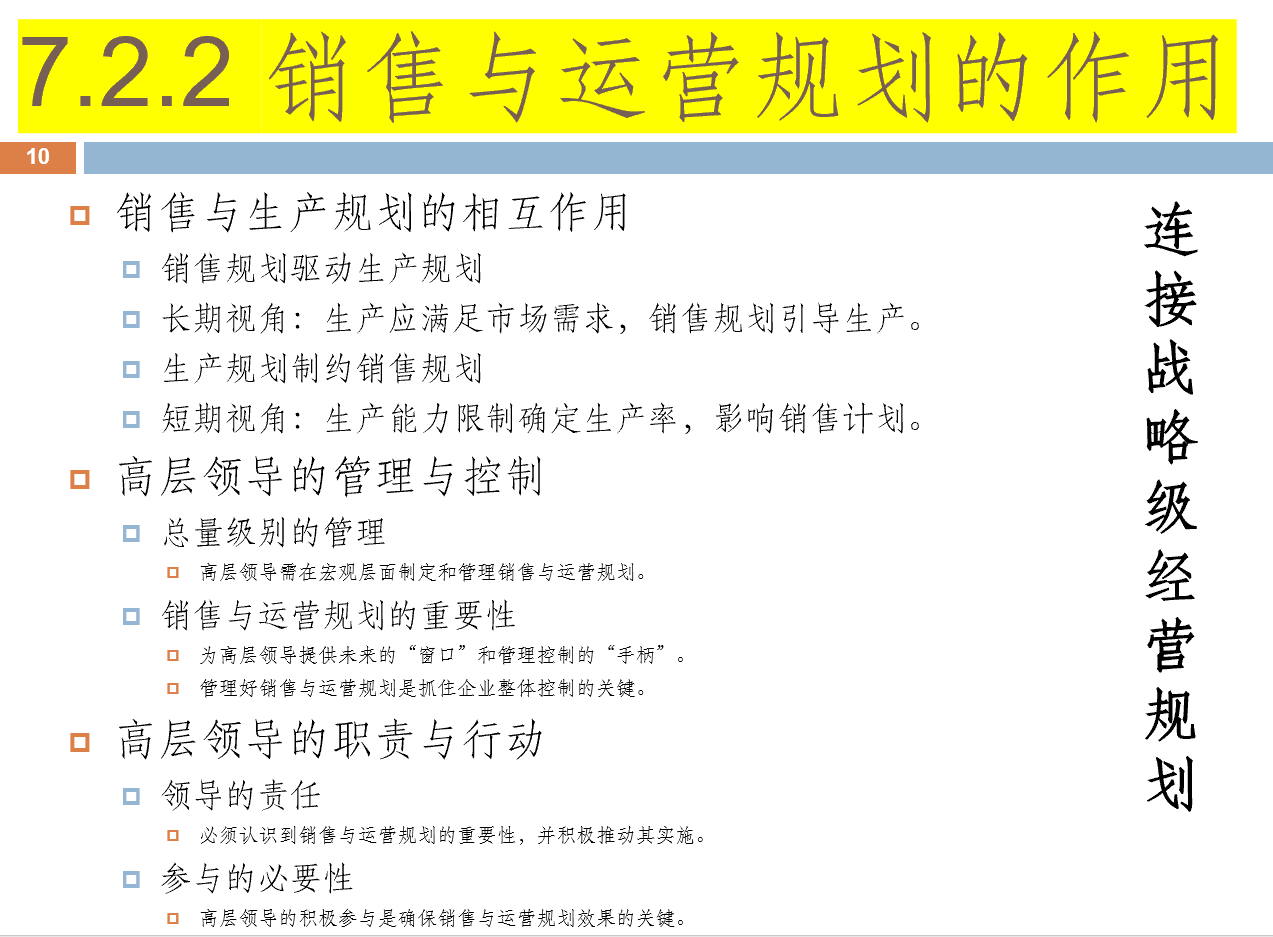 7.2.2 销售与运营规划的作用
10
销售与生产规划的相互作用
销售规划驱动生产规划
长期视角：生产应满足市场需求，销售规划引导生产。
生产规划制约销售规划
短期视角：生产能力限制确定生产率，影响销售计划。
高层领导的管理与控制
总量级别的管理
高层领导需在宏观层面制定和管理销售与运营规划。
销售与运营规划的重要性
为高层领导提供未来的“窗口”和管理控制的“手柄”。
管理好销售与运营规划是抓住企业整体控制的关键。
高层领导的职责与行动
领导的责任
必须认识到销售与运营规划的重要性，并积极推动其实施。
参与的必要性
高层领导的积极参与是确保销售与运营规划效果的关键。
连接战略级经营规划